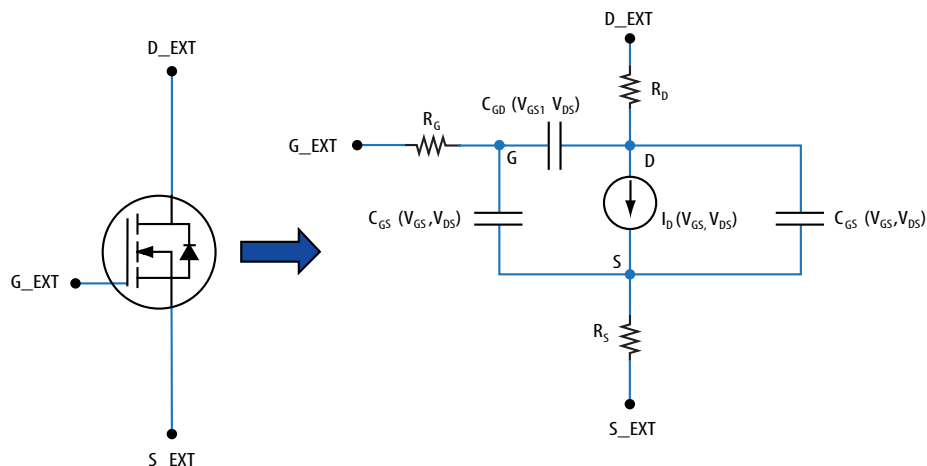 D_EXT
G_EXT
S_EXT
D_EXT
R_D
C_GD (V_GS1 V_DS)
R_G
G_EXT
G
D
C_GS (V_GS,V_DS)
I_D (V_GS, V_DS)
C_GS (V_GS,V_DS)
S
R_S
S_EXT